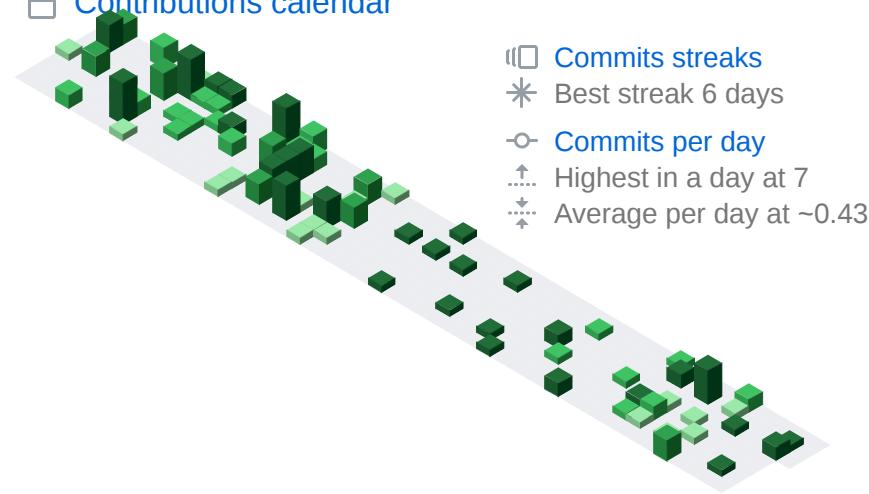 Contributions calendar
Commits streaks
Best streak 6 days
Commits per day
Highest in a day at 7
Average per day at ~0.43